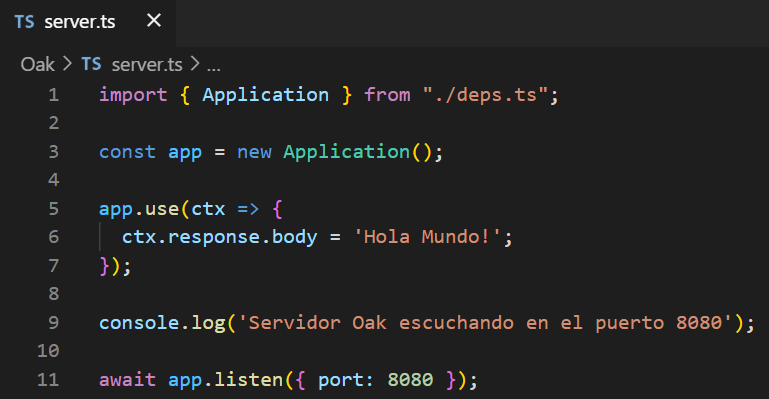 TS server.ts ×
Oak > TS server.ts > ...
1 import { Application } from "./deps.ts";
2
3 const app = new Application();
4
5 app.use(ctx => {
6 ctx.response.body = 'Hola Mundo!';
7 });
8
9 console.log('Servidor Oak escuchando en el puerto 8080');
10
11 await app.listen({ port: 8080 });